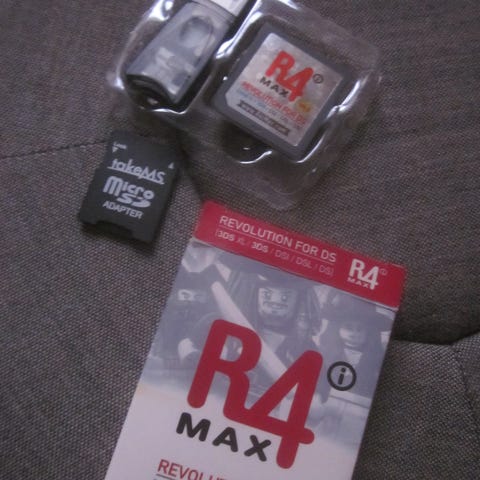 R4
MAX
REVOLUTION FOR DS
takeMS
micro
SD
ADAPTER
REVOLUTION FOR DS
(3DS XL / 3DS / DSI / DSL / DS)
R4
MAX
R4 i
MAX
REVOLU